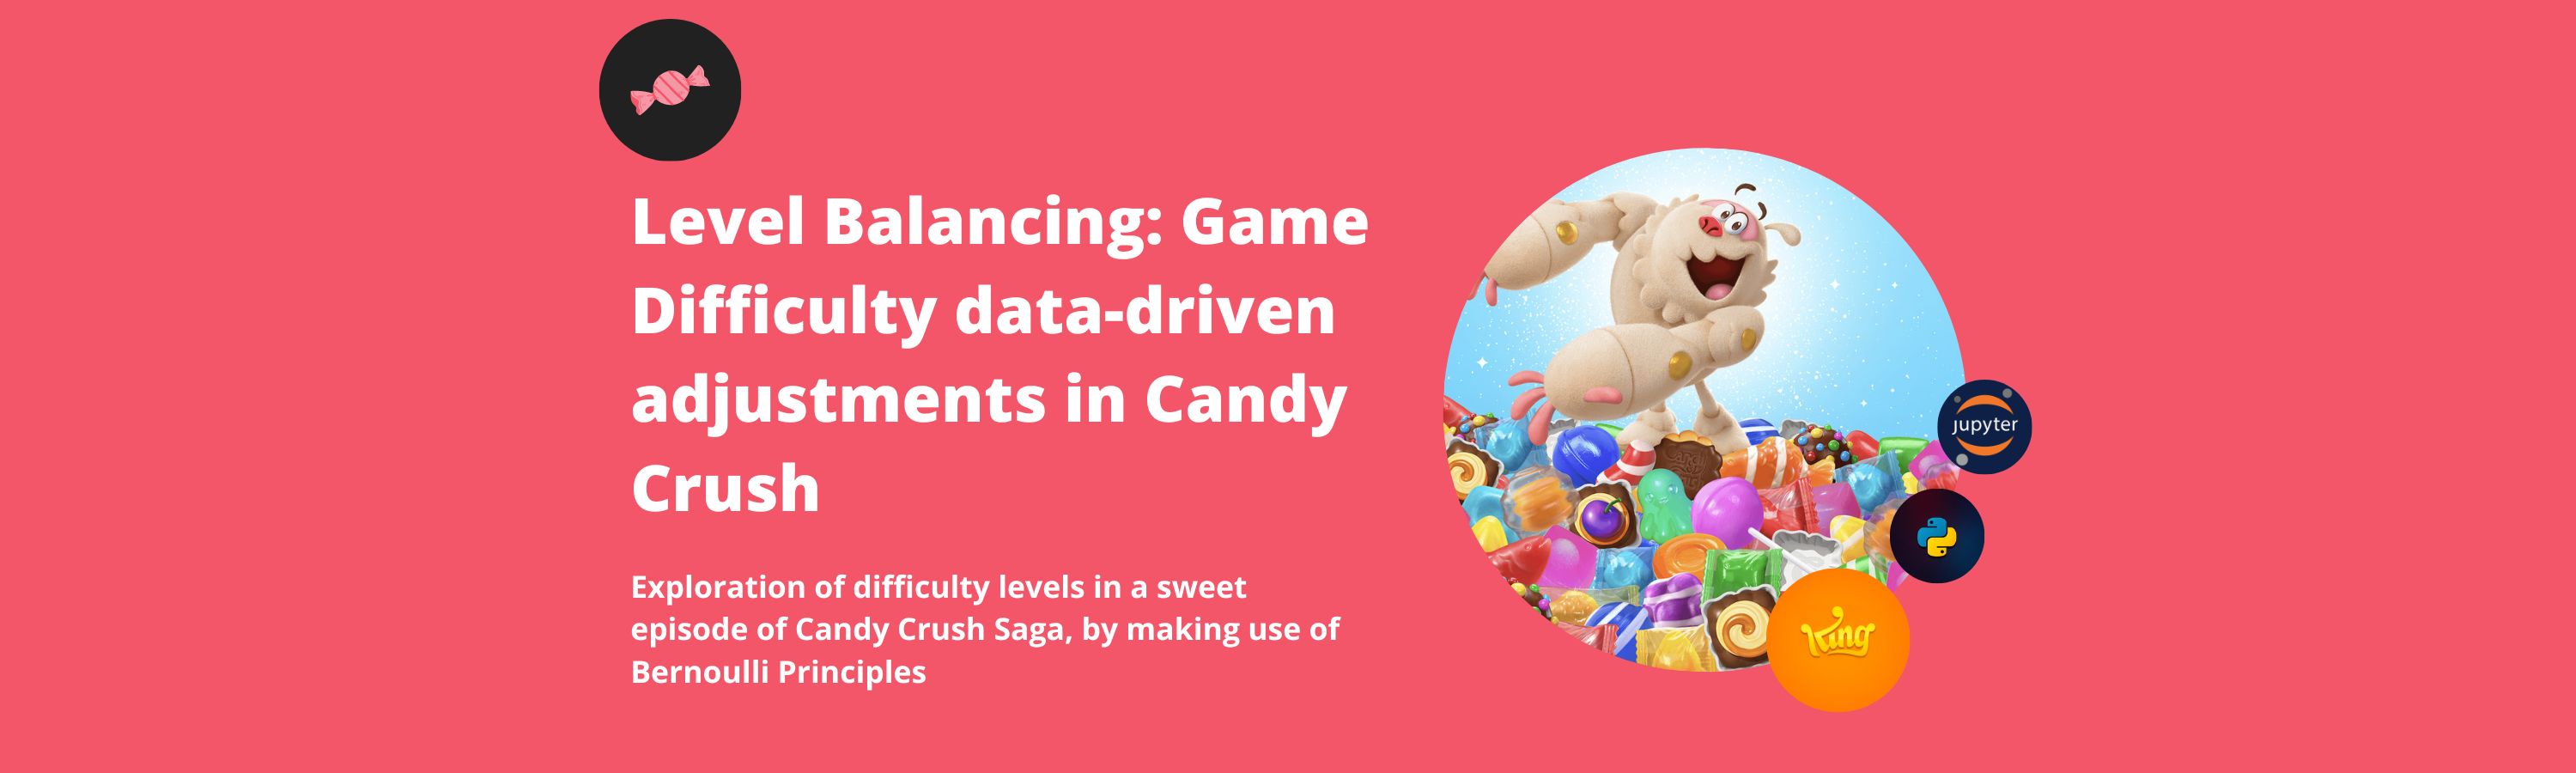 Level Balancing: Game
Difficulty data-driven
adjustments in Candy
Crush
Exploration of difficulty levels in a sweet
episode of Candy Crush Saga, by making use of
Bernoulli Principles
jupyter
King